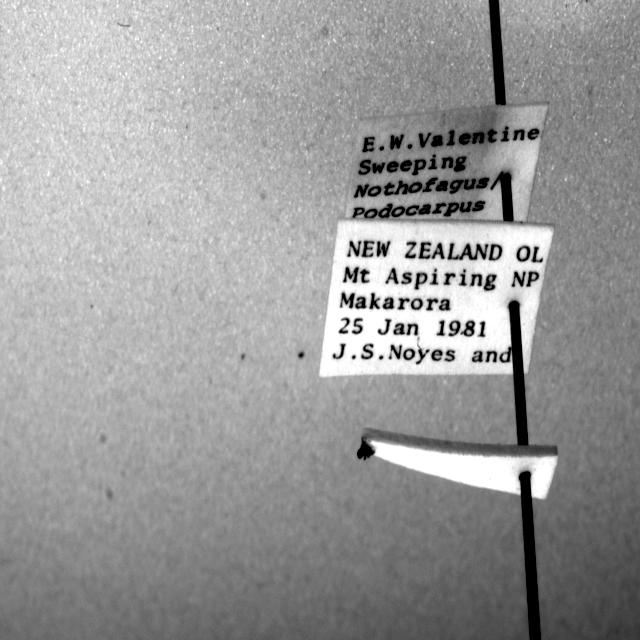 E.W.Valentine
Sweeping
Nothofagus/
Podocarpus
NEW ZEALAND OL
Mt Aspiring NP
Makarora
25 Jan 1981
J.S.Noyes and